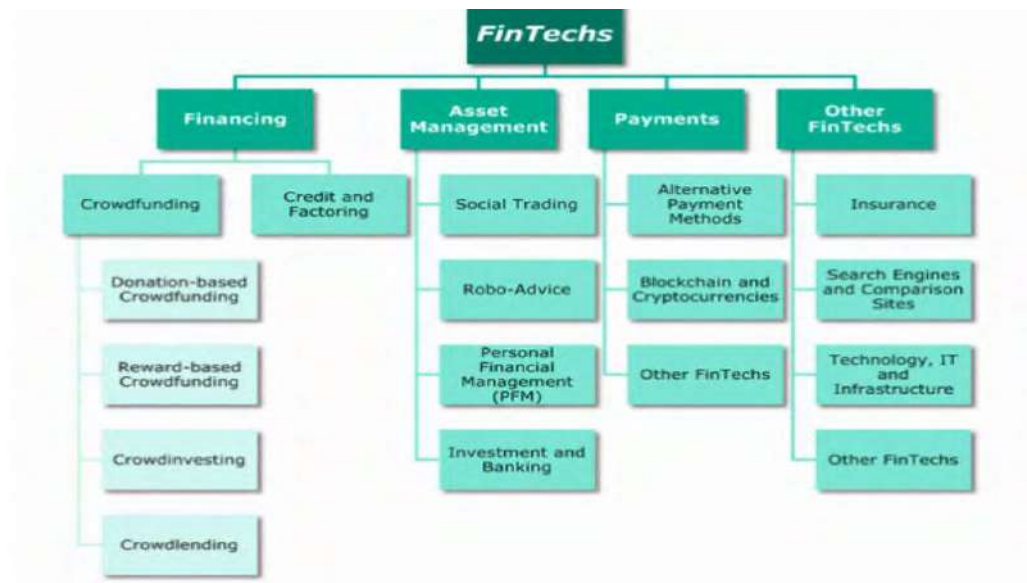 FinTechs
Financing
Asset
Management
Payments
Other
FinTechs
Crowdfunding
Credit and
Factoring
Social Trading
Alternative
Payment
Methods
Insurance
Donation-based
Crowdfunding
Robo-Advice
Blockchain and
Cryptocurrencies
Search Engines
and Comparison
Sites
Reward-based
Crowdfunding
Personal
Financial
Management
(PFM)
Other FinTechs
Technology, IT
and
Infrastructure
Crowdinvesting
Investment and
Banking
Other FinTechs
Crowdlending